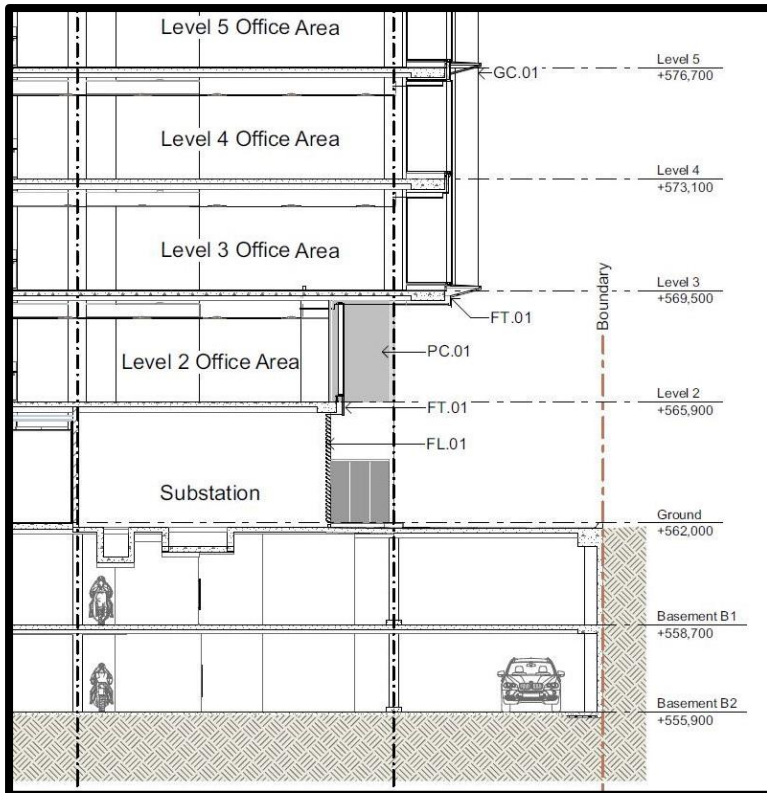 Level 5 Office Area
Level 5
+576,700
GC.01
Level 4 Office Area
Level 4
+573,100
Level 3 Office Area
Level 3
+569,500
Boundary
FT.01
PC.01
Level 2 Office Area
Level 2
+565,900
FT.01
FL.01
Substation
Ground
+562,000
Basement B1
+558,700
Basement B2
+555,900